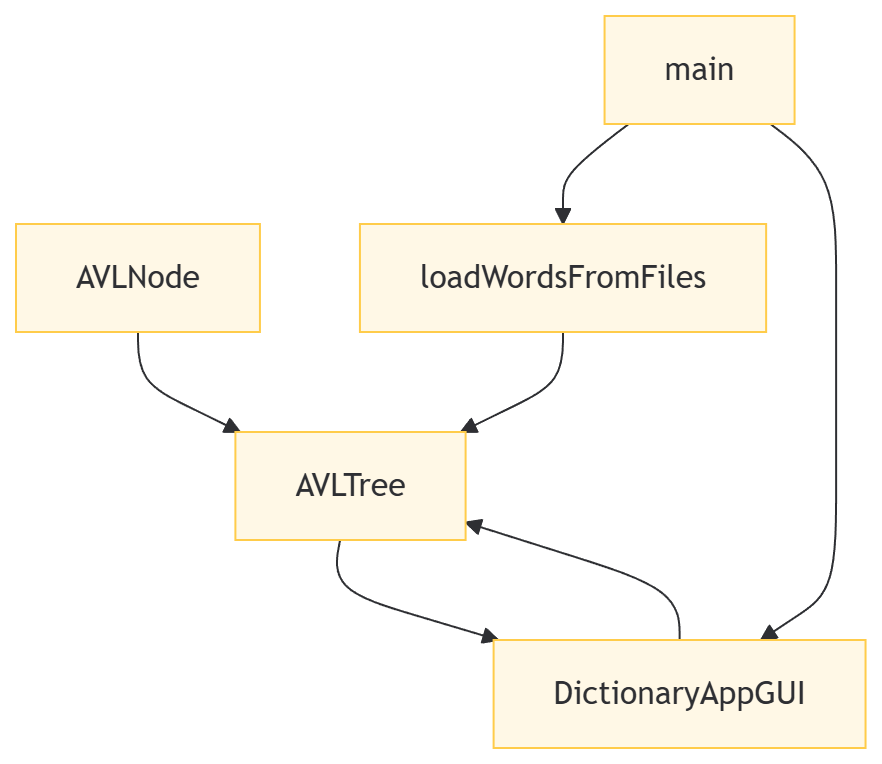 main
AVLNode
loadWordsFromFiles
AVLTree
DictionaryAppGUI